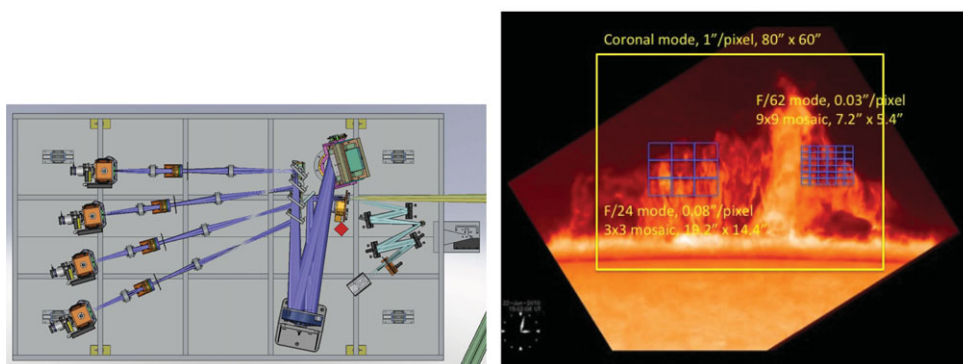 Coronal mode, 1”/pixel, 80” x 60”
F/62 mode, 0.03”/pixel
9x9 mosaic, 7.2” x 5.4”
F/24 mode, 0.08”/pixel
3x3 mosaic, 19.2” x 14.4”